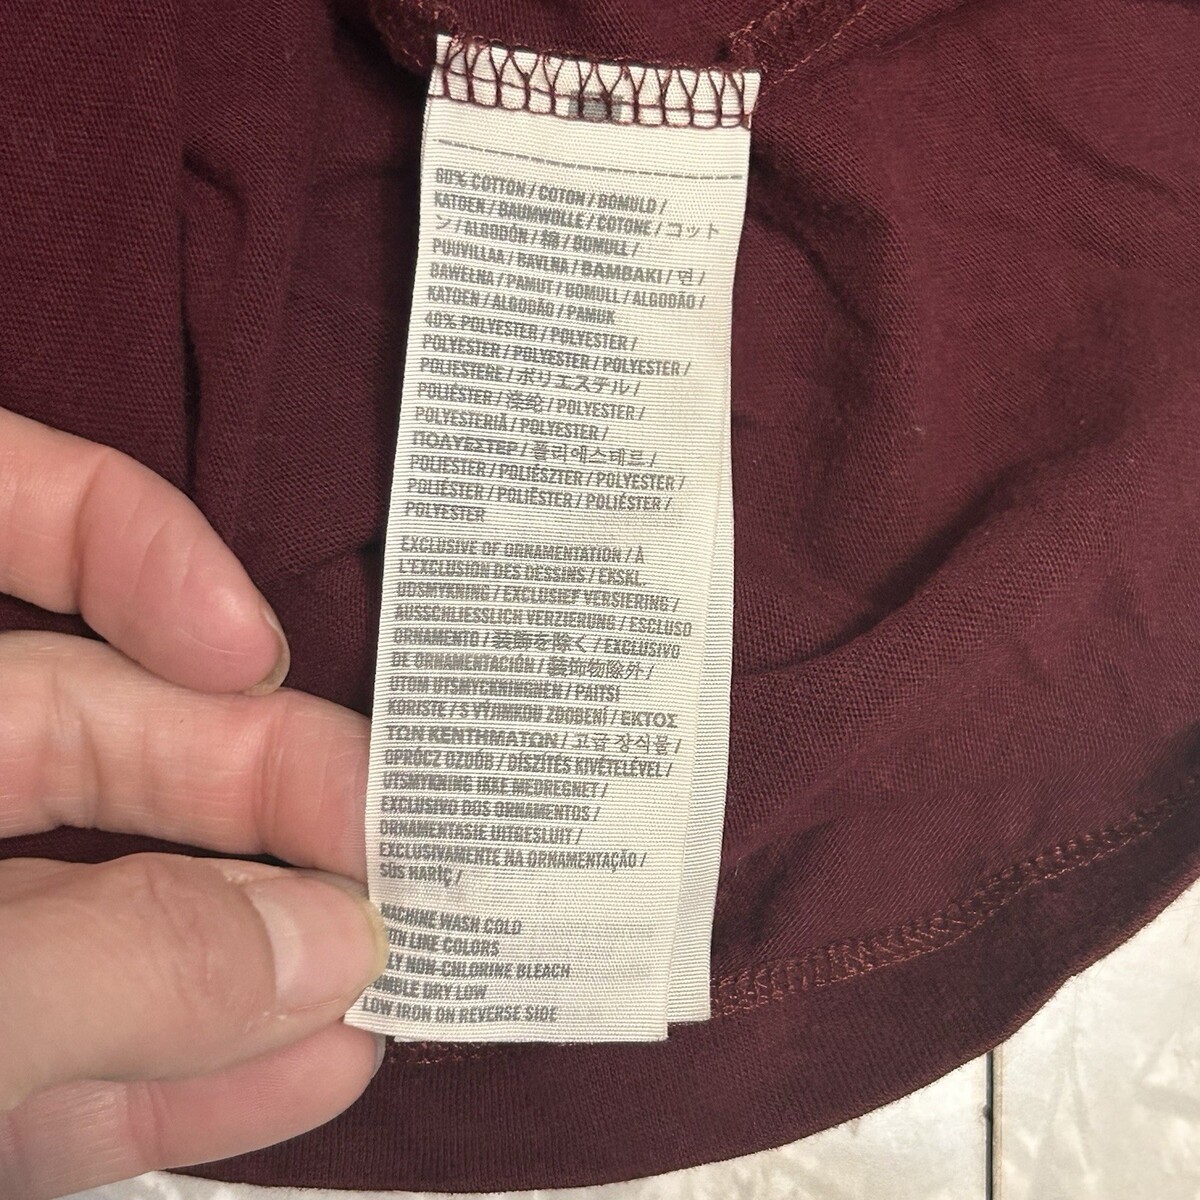 60% COTTON / COTON / BOMULD /
KATOEN / BAUMWOLLE / COTONE / コット
ン / ALGODÓN / 棉 / BOMULL /
PUUVILLAA / BAVLNA / BAMBAKI / 면 /
BAWEŁNA / PAMUT / BOMULL / ALGODÃO /
KATOEN / ALGODÃO / PAMUK
40% POLYESTER / POLYESTER /
POLYESTER / POLYESTER / POLYESTER /
POLIESTERE / ポリエステル /
POLIÉSTER / 涤纶 / POLYESTER /
POLYESTERIÄ / POLYESTER /
ΠΟΛΥΕΣΤΕΡ / 폴리에스테르 /
POLIESTER / POLIÉSZTER / POLYESTER /
POLIÉSTER / POLIÉSTER / POLIÉSTER /
POLYESTER
EXCLUSIVE OF ORNAMENTATION / À
L'EXCLUSION DES DESSINS / EKSKL.
UDSMYKNING / EXCLUSIEF VERSIERING /
AUSSCHLIESSLICH VERZIERUNG / ESCLUSO
ORNAMENTO / 装飾を除く / EXCLUSIVO
DE ORNAMENTACIÓN / 装饰物除外 /
UTOM UTSMYCKNINGNEN / PAITSI
KORISTE / S VÝJIMKOU ZDOBENÍ / ΕΚΤΟΣ
ΤΩΝ ΚΕΝΤΗΜΑΤΩΝ / 고급 장식물 /
OPRÓCZ OZDÓB / DÍSZÍTÉS KIVÉTELÉVEL /
UTSMYKNING IKKE MEDREGNET /
EXCLUSIVO DOS ORNAMENTOS /
ORNAMENTASIE UITGESLUIT /
EXCLUSIVAMENTE NA ORNAMENTAÇÃO /
SÜS HARİÇ /
MACHINE WASH COLD
TH LIKE COLORS
LY NON-CHLORINE BLEACH
UMBLE DRY LOW
LOW IRON ON REVERSE SIDE